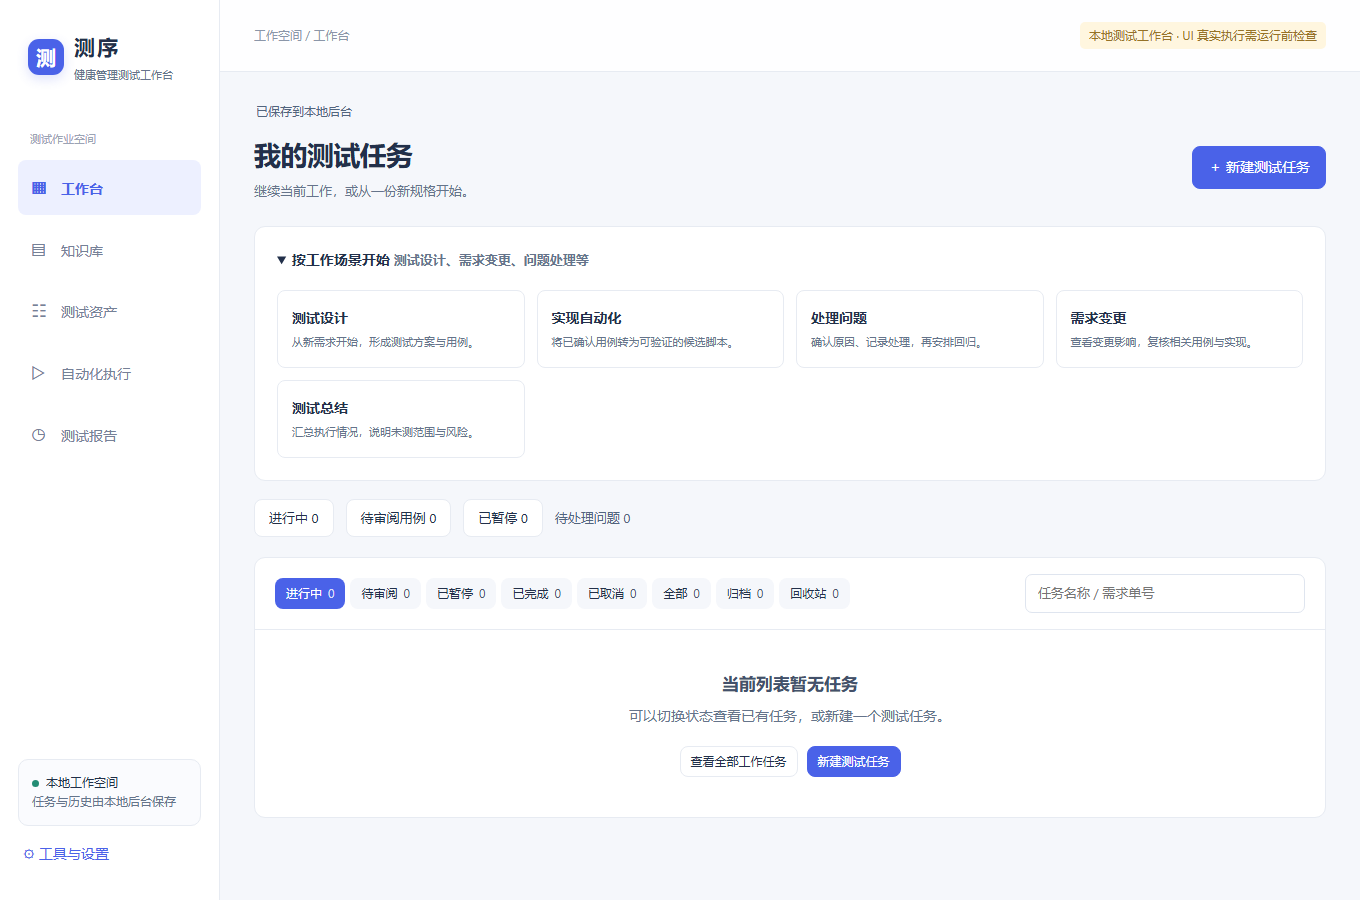 测
测序
健康管理测试工作台
测试作业空间
工作台
知识库
测试资产
自动化执行
测试报告
本地工作空间
任务与历史由本地后台保存
工具与设置
工作空间 / 工作台
本地测试工作台 · UI 真实执行需运行前检查
已保存到本地后台
我的测试任务
继续当前工作，或从一份新规格开始。
+ 新建测试任务
▼ 按工作场景开始 测试设计、需求变更、问题处理等
测试设计
从新需求开始，形成测试方案与用例。
实现自动化
将已确认用例转为可验证的候选脚本。
处理问题
确认原因、记录处理，再安排回归。
需求变更
查看变更影响，复核相关用例与实现。
测试总结
汇总执行情况，说明未测范围与风险。
进行中 0 待审阅用例 0 已暂停 0 待处理问题 0
进行中 0 待审阅 0 已暂停 0 已完成 0 已取消 0 全部 0 归档 0 回收站 0
任务名称 / 需求单号
当前列表暂无任务
可以切换状态查看已有任务，或新建一个测试任务。
查看全部工作任务 新建测试任务